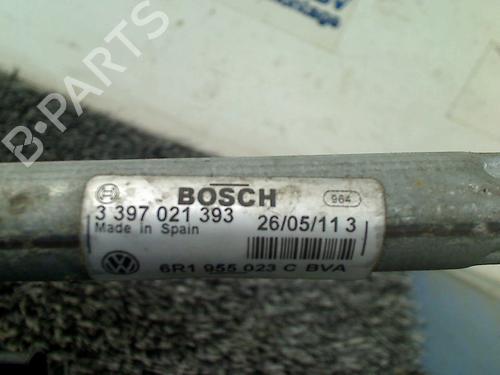 B-PARTS
BOSCH
964
3 397 021 393
26/05/11 3
Made in Spain
6R1 955 023 C BVA